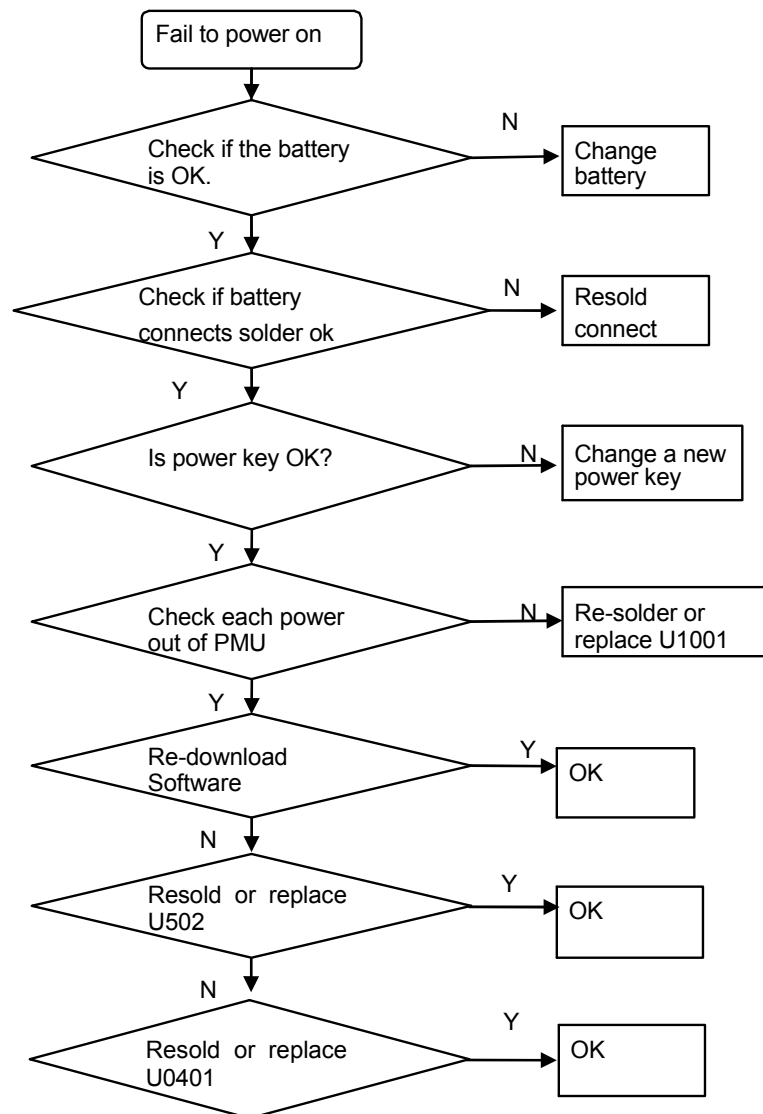 Fail to power on
N
Check if the battery
is OK.
Change
battery
Y
Check if battery
connects solder ok
N
Resold
connect
Y
Is power key OK?
N
Change a new
power key
Y
Check each power
out of PMU
N
Re-solder or
replace U1001
Y
Re-download
Software
Y
OK
N
Resold or replace
U502
Y
OK
N
Resold or replace
U0401
Y
OK